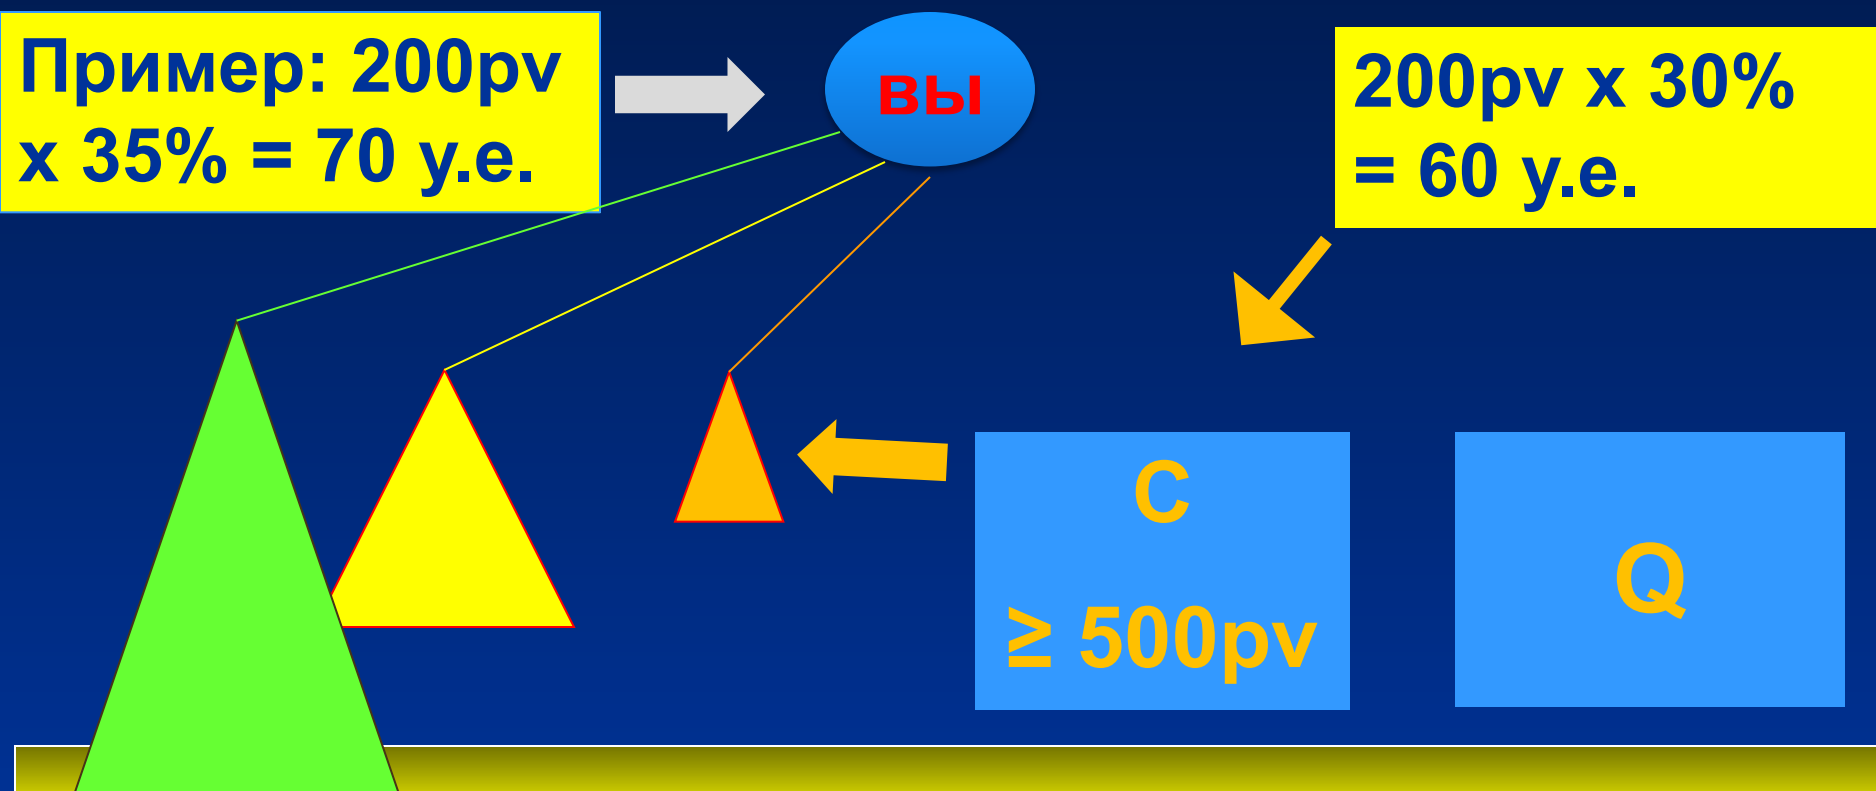 Пример: 200pv
x 35% = 70 у.е.
вы
200pv x 30%
= 60 у.е.
C
≥ 500pv
Q